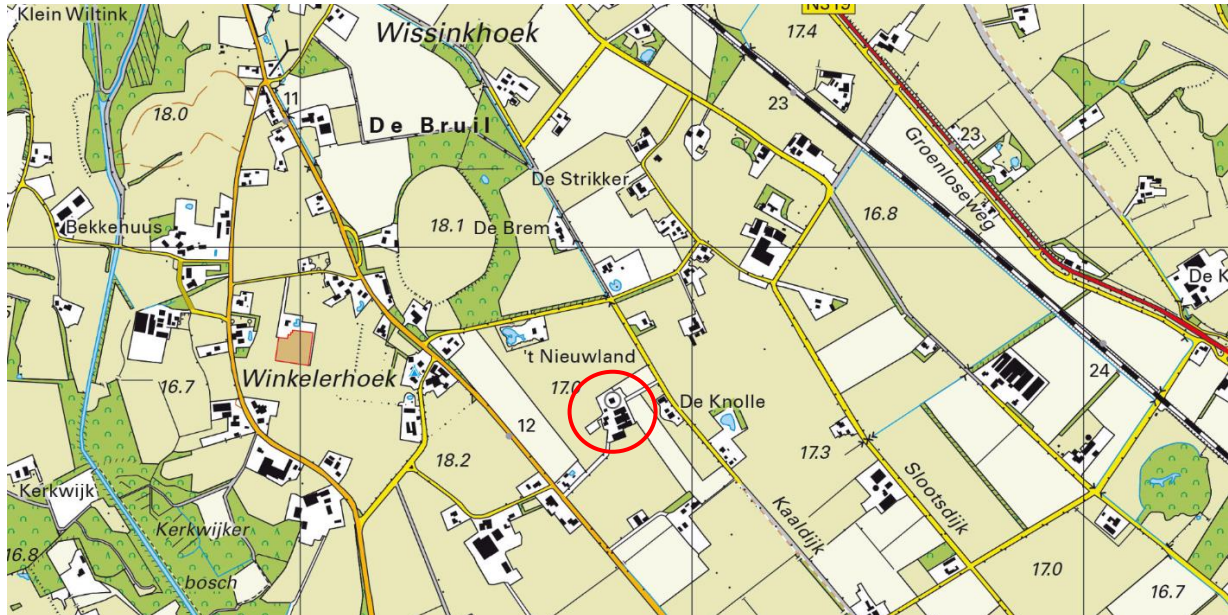 Klein Wiltink
Wissinkhoek
N319
17.4
11
18.0
De Bruil
23
Groenloseweg
23
De Strikker
16.8
Bekkehuus
18.1
De Brem
De K
't Nieuwland
16.7
Winkelerhoek
17.0
De Knolle
24
12
18.2
17.3
Slootsdijk
Kerkwijk
Kerkwijker
bosch
16.8
Kaaldijk
17.0
16.7